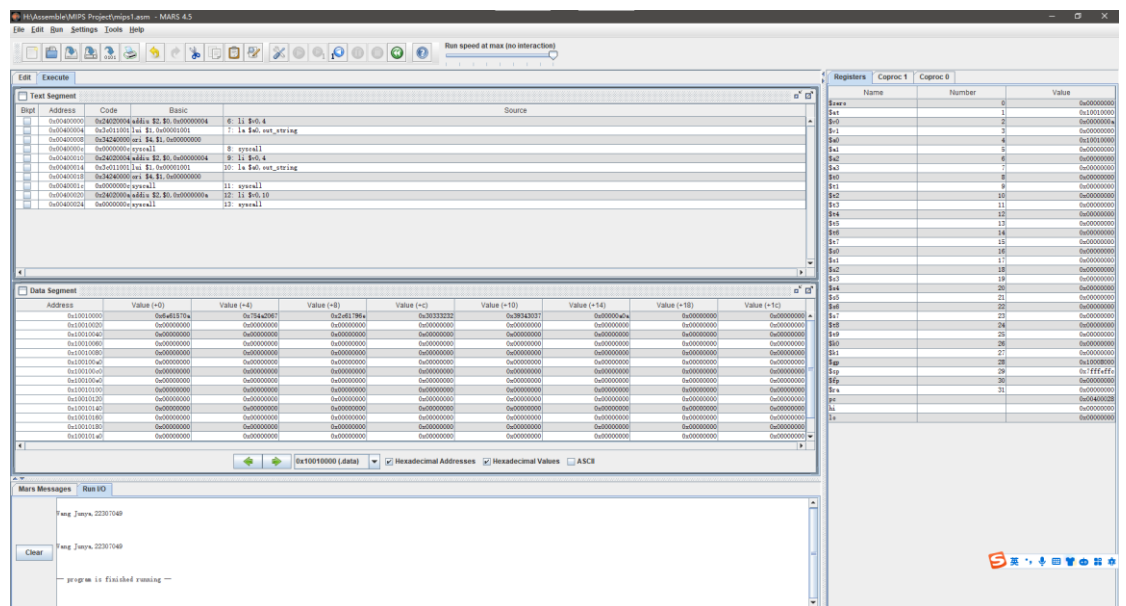 H:\Assemble\MIPS Project\mips1.asm - MARS 4.5
File Edit Run Settings Tools Help
Run speed at max (no interaction)
Edit Execute
Text Segment
Bkpt Address Code Basic Source
0x00400000 0x24020004 addiu $2,$0,0x00000004 6: li $v0,4
0x00400004 0x3c011001 lui $1,0x00001001 7: la $a0,out_string
0x00400008 0x34240000 ori $4,$1,0x00000000
0x0040000c 0x0000000c syscall 8: syscall
0x00400010 0x24020004 addiu $2,$0,0x00000004 9: li $v0,4
0x00400014 0x3c011001 lui $1,0x00001001 10: la $a0,out_string
0x00400018 0x34240000 ori $4,$1,0x00000000
0x0040001c 0x0000000c syscall 11: syscall
0x00400020 0x2402000a addiu $2,$0,0x0000000a 12: li $v0,10
0x00400024 0x0000000c syscall 13: syscall
Data Segment
Address Value (+0) Value (+4) Value (+8) Value (+c) Value (+10) Value (+14) Value (+18) Value (+1c)
0x10010000 0x6e61570a 0x754a2067 0x2c61796e 0x30333232 0x39343037 0x00000a0a 0x00000000 0x00000000
0x10010020 0x00000000 0x00000000 0x00000000 0x00000000 0x00000000 0x00000000 0x00000000 0x00000000
0x10010040 0x00000000 0x00000000 0x00000000 0x00000000 0x00000000 0x00000000 0x00000000 0x00000000
0x10010060 0x00000000 0x00000000 0x00000000 0x00000000 0x00000000 0x00000000 0x00000000 0x00000000
0x10010080 0x00000000 0x00000000 0x00000000 0x00000000 0x00000000 0x00000000 0x00000000 0x00000000
0x100100a0 0x00000000 0x00000000 0x00000000 0x00000000 0x00000000 0x00000000 0x00000000 0x00000000
0x100100c0 0x00000000 0x00000000 0x00000000 0x00000000 0x00000000 0x00000000 0x00000000 0x00000000
0x100100e0 0x00000000 0x00000000 0x00000000 0x00000000 0x00000000 0x00000000 0x00000000 0x00000000
0x10010100 0x00000000 0x00000000 0x00000000 0x00000000 0x00000000 0x00000000 0x00000000 0x00000000
0x10010120 0x00000000 0x00000000 0x00000000 0x00000000 0x00000000 0x00000000 0x00000000 0x00000000
0x10010140 0x00000000 0x00000000 0x00000000 0x00000000 0x00000000 0x00000000 0x00000000 0x00000000
0x10010160 0x00000000 0x00000000 0x00000000 0x00000000 0x00000000 0x00000000 0x00000000 0x00000000
0x10010180 0x00000000 0x00000000 0x00000000 0x00000000 0x00000000 0x00000000 0x00000000 0x00000000
0x100101a0 0x00000000 0x00000000 0x00000000 0x00000000 0x00000000 0x00000000 0x00000000 0x00000000
0x10010000 (.data) Hexadecimal Addresses Hexadecimal Values ASCII
Mars Messages Run I/O
Clear
Wang Junya,22307049
Wang Junya,22307049
-- program is finished running --
Registers Coproc 1 Coproc 0
Name Number Value
$zero 0 0x00000000
$at 1 0x10010000
$v0 2 0x0000000a
$v1 3 0x00000000
$a0 4 0x10010000
$a1 5 0x00000000
$a2 6 0x00000000
$a3 7 0x00000000
$t0 8 0x00000000
$t1 9 0x00000000
$t2 10 0x00000000
$t3 11 0x00000000
$t4 12 0x00000000
$t5 13 0x00000000
$t6 14 0x00000000
$t7 15 0x00000000
$s0 16 0x00000000
$s1 17 0x00000000
$s2 18 0x00000000
$s3 19 0x00000000
$s4 20 0x00000000
$s5 21 0x00000000
$s6 22 0x00000000
$s7 23 0x00000000
$t8 24 0x00000000
$t9 25 0x00000000
$k0 26 0x00000000
$k1 27 0x00000000
$gp 28 0x10008000
$sp 29 0x7fffeffc
$fp 30 0x00000000
$ra 31 0x00000000
pc 0x00400028
hi 0x00000000
lo 0x00000000
英